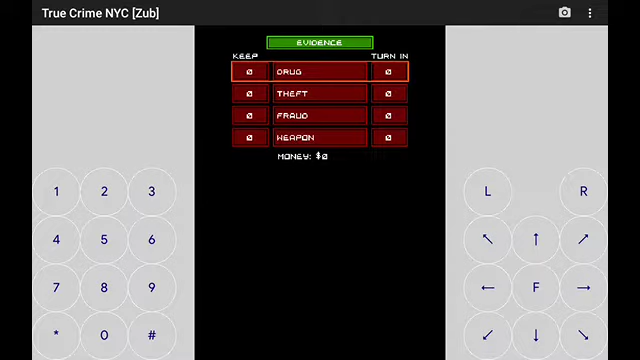 True Crime NYC [Zub]
EVIDENCE
KEEP TURN IN
0 DRUG 0
0 THEFT 0
0 FRAUD 0
0 WEAPON 0
MONEY: $0
1 2 3 L R
4 5 6 ↖ ↑ ↗
7 8 9 ← F →
* 0 # ↙ ↓ ↘